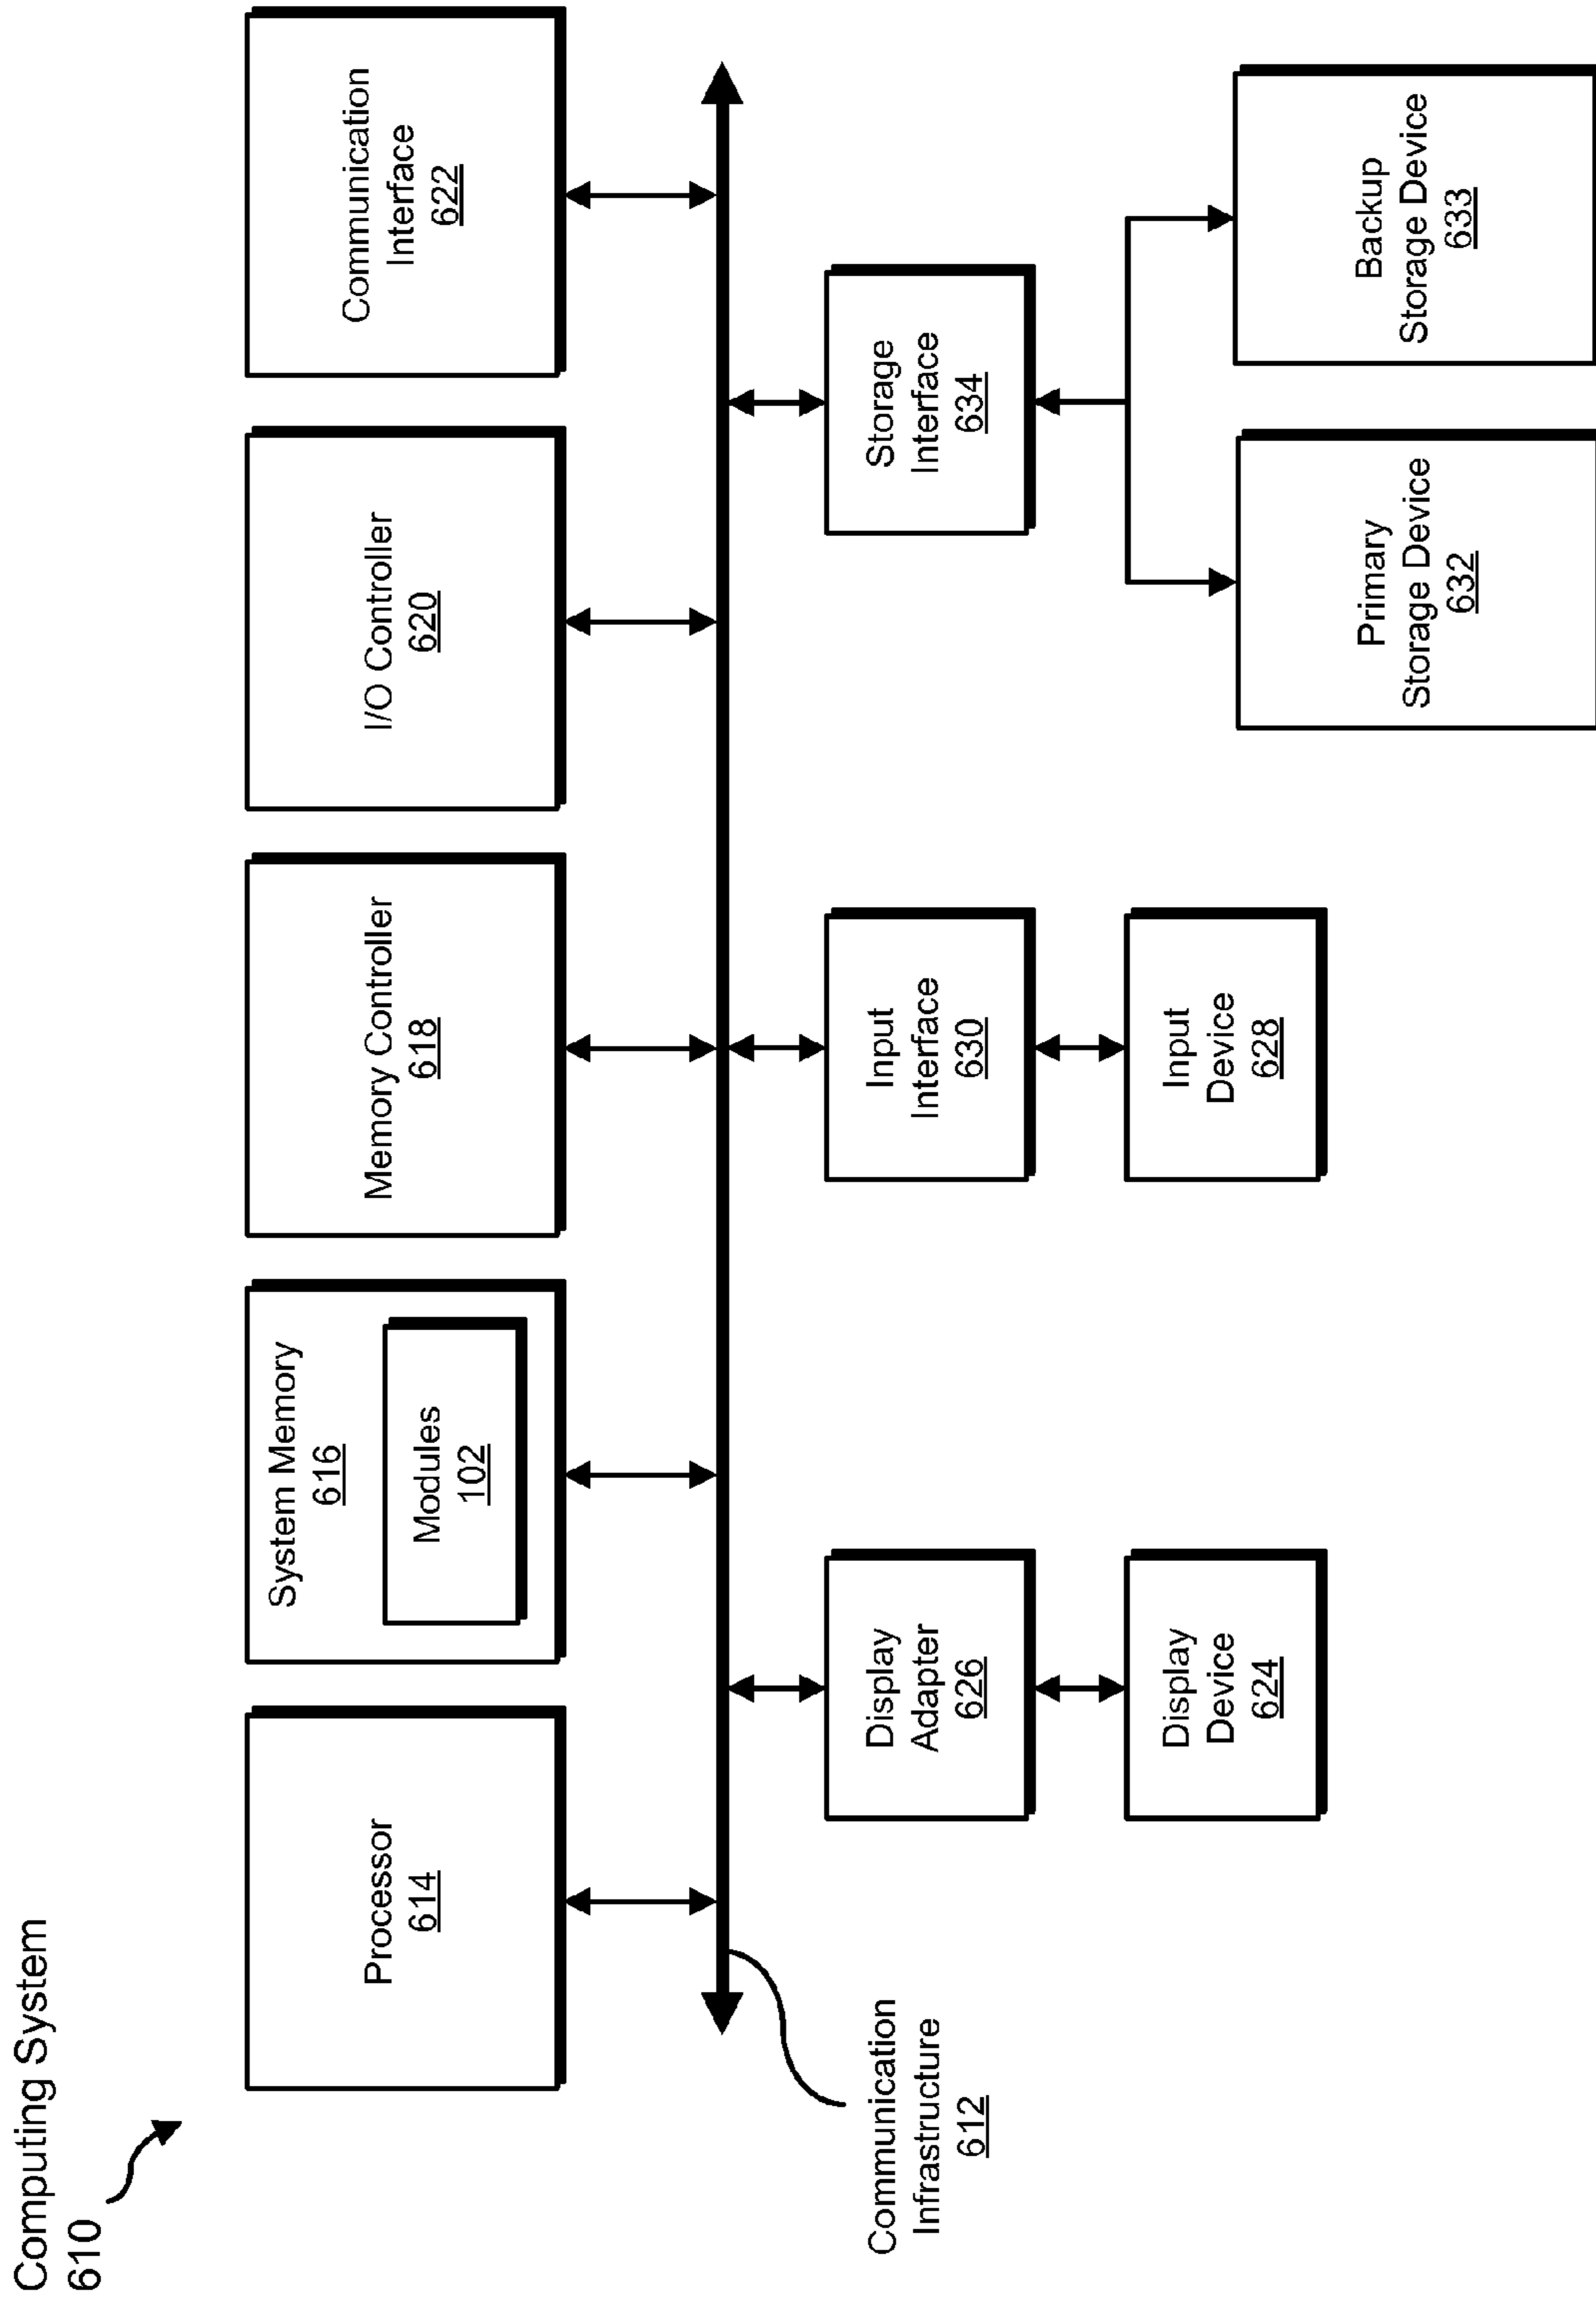 Computing System
610
Processor
614
System Memory
616
Modules
102
Memory Controller
618
I/O Controller
620
Communication
Interface
622
Communication
Infrastructure
612
Display
Adapter
626
Input
Interface
630
Storage
Interface
634
Display
Device
624
Input
Device
628
Primary
Storage Device
632
Backup
Storage Device
633